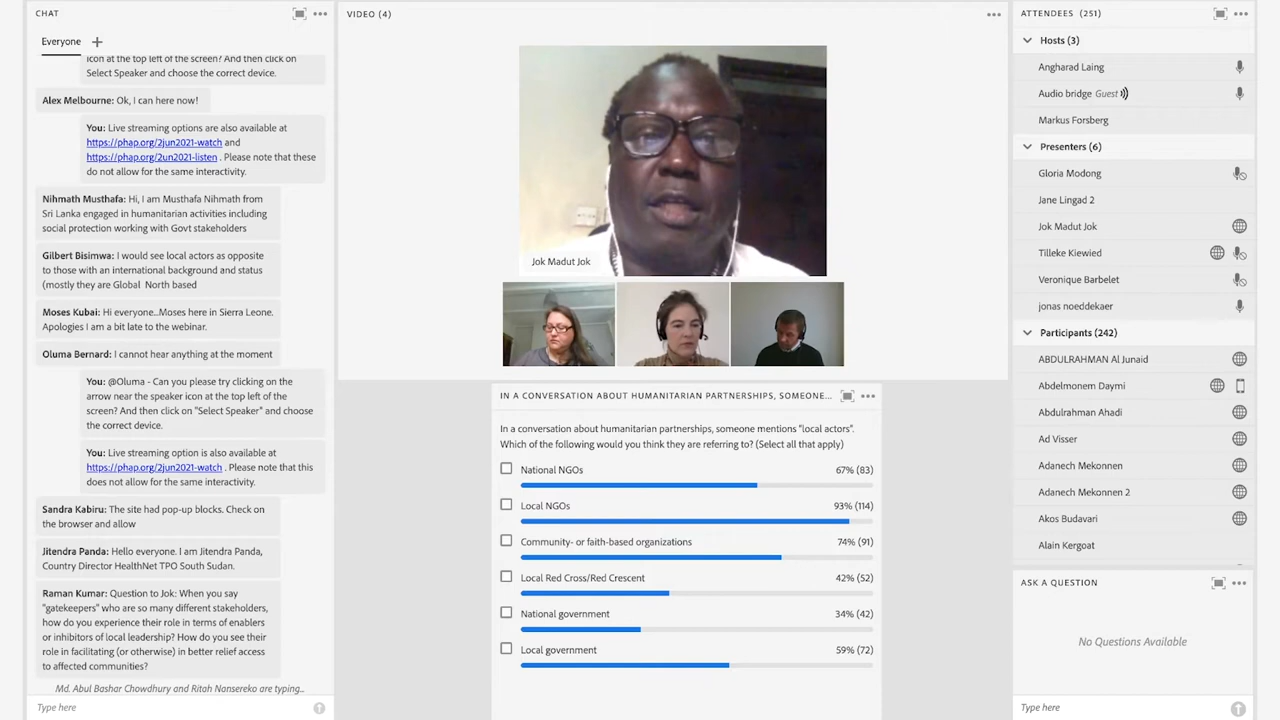 CHAT
Everyone
icon at the top left of the screen? And then click on
Select Speaker and choose the correct device.
Alex Melbourne: Ok, I can here now!
You: Live streaming options are also available at
https://phap.org/2jun2021-watch and
https://phap.org/2un2021-listen . Please note that these
do not allow for the same interactivity.
Nihmath Musthafa: Hi, I am Musthafa Nihmath from
Sri Lanka engaged in humanitarian activities including
social protection working with Govt stakeholders
Gilbert Bisimwa: I would see local actors as opposite
to those with an international background and status
(mostly they are Global North based
Moses Kubai: Hi everyone...Moses here in Sierra Leone.
Apologies I am a bit late to the webinar.
Oluma Bernard: I cannot hear anything at the moment
You: @Oluma - Can you please try clicking on the
arrow near the speaker icon at the top left of the
screen? And then click on "Select Speaker" and choose
the correct device.
You: Live streaming option is also available at
https://phap.org/2jun2021-watch . Please note that this
does not allow for the same interactivity.
Sandra Kabiru: The site had pop-up blocks. Check on
the browser and allow
Jitendra Panda: Hello everyone. I am Jitendra Panda,
Country Director HealthNet TPO South Sudan.
Raman Kumar: Question to Jok: When you say
"gatekeepers" who are so many different stakeholders,
how do you experience their role in terms of enablers
or inhibitors of local leadership? How do you see their
role in facilitating (or otherwise) in better relief access
to affected communities?
Md. Abul Bashar Chowdhury and Ritah Nansereko are typing...
Type here
VIDEO (4)
Jok Madut Jok
IN A CONVERSATION ABOUT HUMANITARIAN PARTNERSHIPS, SOMEONE...
In a conversation about humanitarian partnerships, someone mentions "local actors".
Which of the following would you think they are referring to? (Select all that apply)
National NGOs 67% (83)
Local NGOs 93% (114)
Community- or faith-based organizations 74% (91)
Local Red Cross/Red Crescent 42% (52)
National government 34% (42)
Local government 59% (72)
ATTENDEES (251)
Hosts (3)
Angharad Laing
Audio bridge Guest
Markus Forsberg
Presenters (6)
Gloria Modong
Jane Lingad 2
Jok Madut Jok
Tilleke Kiewied
Veronique Barbelet
jonas noeddekaer
Participants (242)
ABDULRAHMAN Al Junaid
Abdelmonem Daymi
Abdulrahman Ahadi
Ad Visser
Adanech Mekonnen
Adanech Mekonnen 2
Akos Budavari
Alain Kergoat
ASK A QUESTION
No Questions Available
Type here